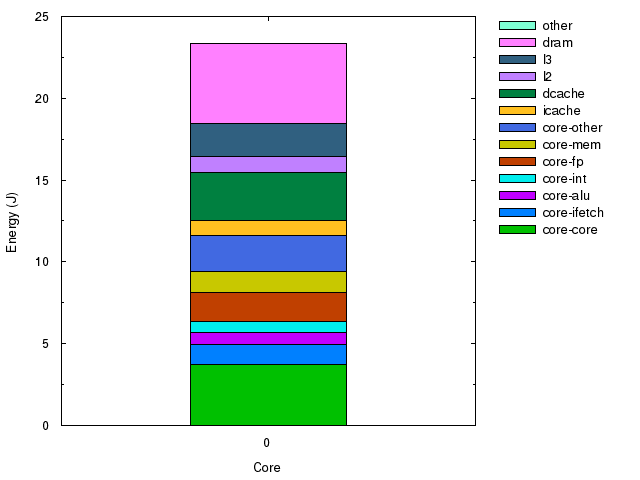 25
20
15
10
5
0
Energy (J)
0
Core
other
dram
l3
l2
dcache
icache
core-other
core-mem
core-fp
core-int
core-alu
core-ifetch
core-core